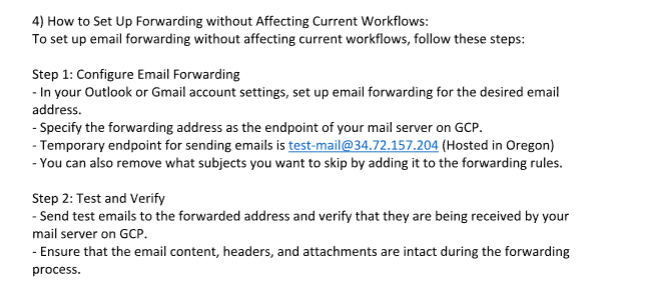 4) How to Set Up Forwarding without Affecting Current Workflows:
To set up email forwarding without affecting current workflows, follow these steps:
Step 1: Configure Email Forwarding
- In your Outlook or Gmail account settings, set up email forwarding for the desired email
address.
- Specify the forwarding address as the endpoint of your mail server on GCP.
- Temporary endpoint for sending emails is test-mail@34.72.157.204 (Hosted in Oregon)
- You can also remove what subjects you want to skip by adding it to the forwarding rules.
Step 2: Test and Verify
- Send test emails to the forwarded address and verify that they are being received by your
mail server on GCP.
- Ensure that the email content, headers, and attachments are intact during the forwarding
process.